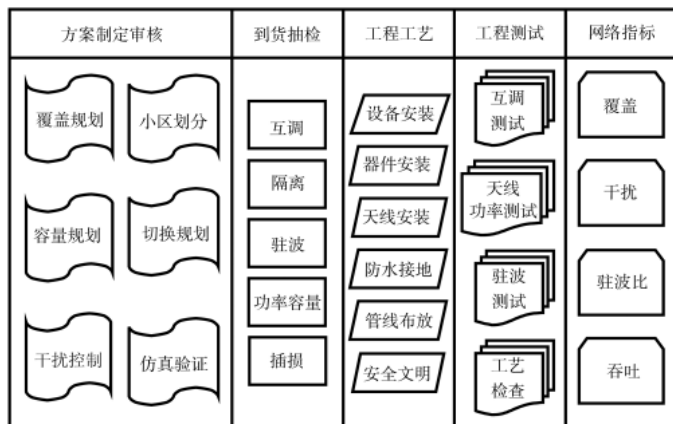 方案制定审核
到货抽检
工程工艺
工程测试
网络指标
覆盖规划
小区划分
容量规划
切换规划
干扰控制
仿真验证
互调
隔离
驻波
功率容量
插损
设备安装
器件安装
天线安装
防水接地
管线布放
安全文明
互调
测试
天线
功率测试
驻波
测试
工艺
检查
覆盖
干扰
驻波比
吞吐